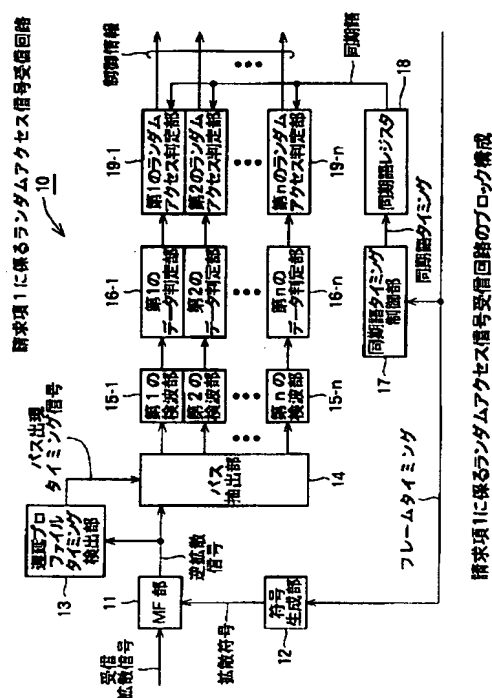 請求項1に係るランダムアクセス信号受信回路
10
制御情報
第1のランダム
アクセス判定部
19-1
第2のランダム
アクセス判定部
第nのランダム
アクセス判定部
19-n
同期語
同期語レジスタ
18
同期語タイミング
第1の
データ判定部
16-1
第2の
データ判定部
第nの
データ判定部
16-n
同期語タイミング
制御部
17
第1の
検波部
15-1
第2の
検波部
第nの
検波部
15-n
パス出現
タイミング信号
パス
抽出部
14
遅延プロ
ファイル
タイミング
検出部
13
逆拡散
信号
MF部
11
受信
拡散信号
拡散符号
符号
生成部
12
フレームタイミング
請求項1に係るランダムアクセス信号受信回路のブロック構成